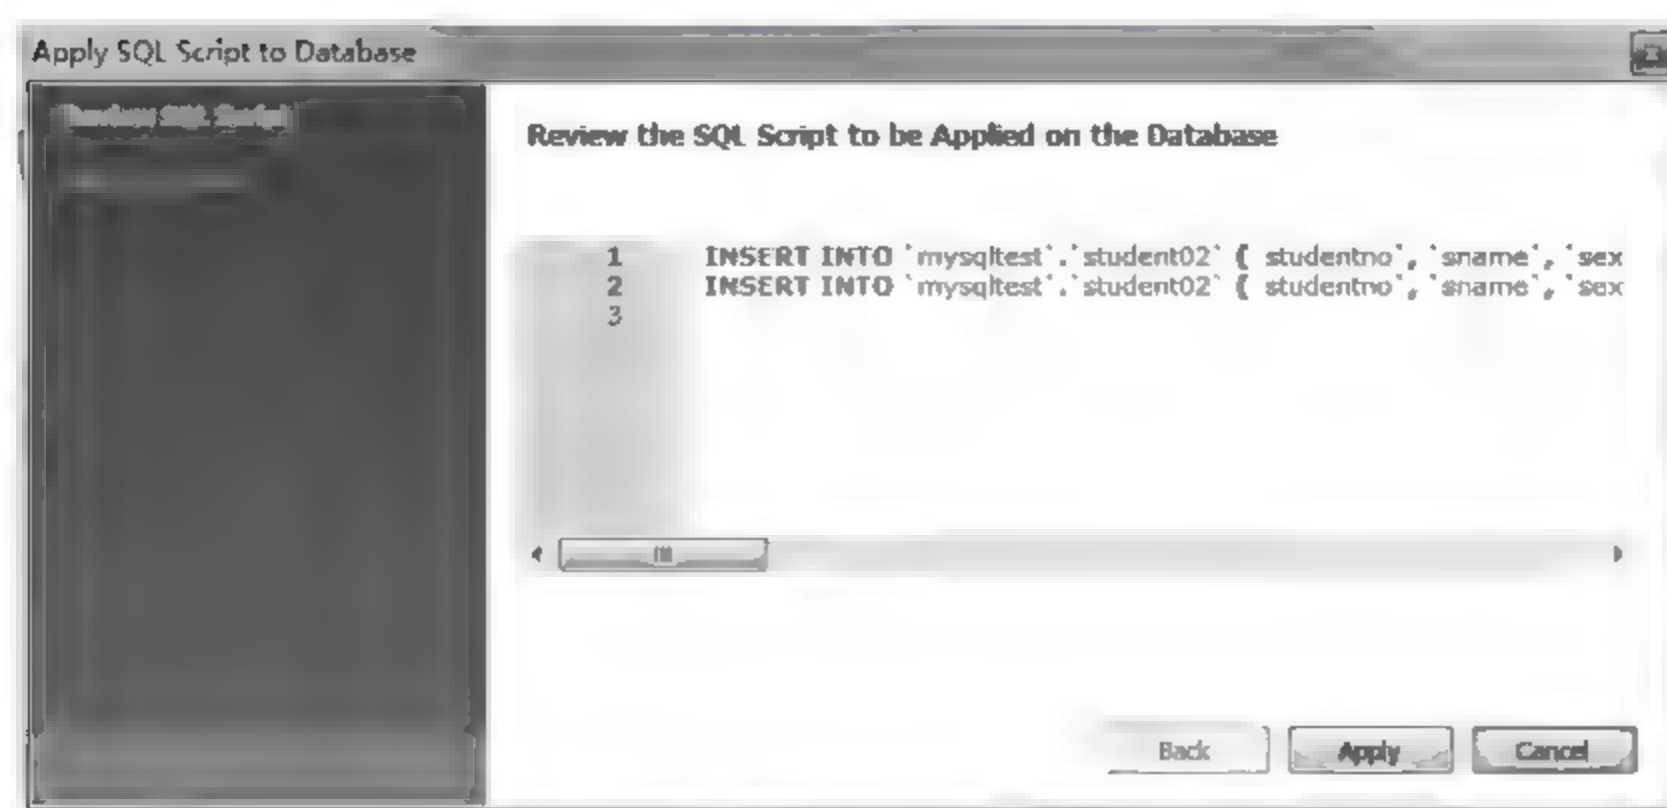 Apply SQL Script to Database
Review the SQL Script to be Applied on the Database
1 INSERT INTO `mysqltest`.`student02` ( studentno`, `sname`, `sex
2 INSERT INTO `mysqltest`.`student02` ( studentno`, `sname`, `sex
3
Back Apply Cancel